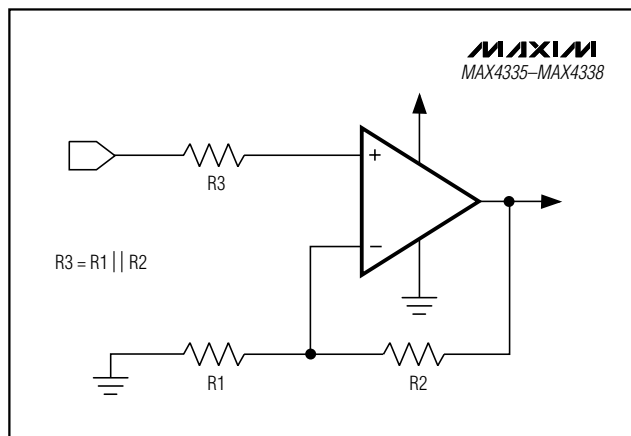 MAXIM
MAX4335–MAX4338
+
R3
−
R3 = R1 || R2
R1
R2